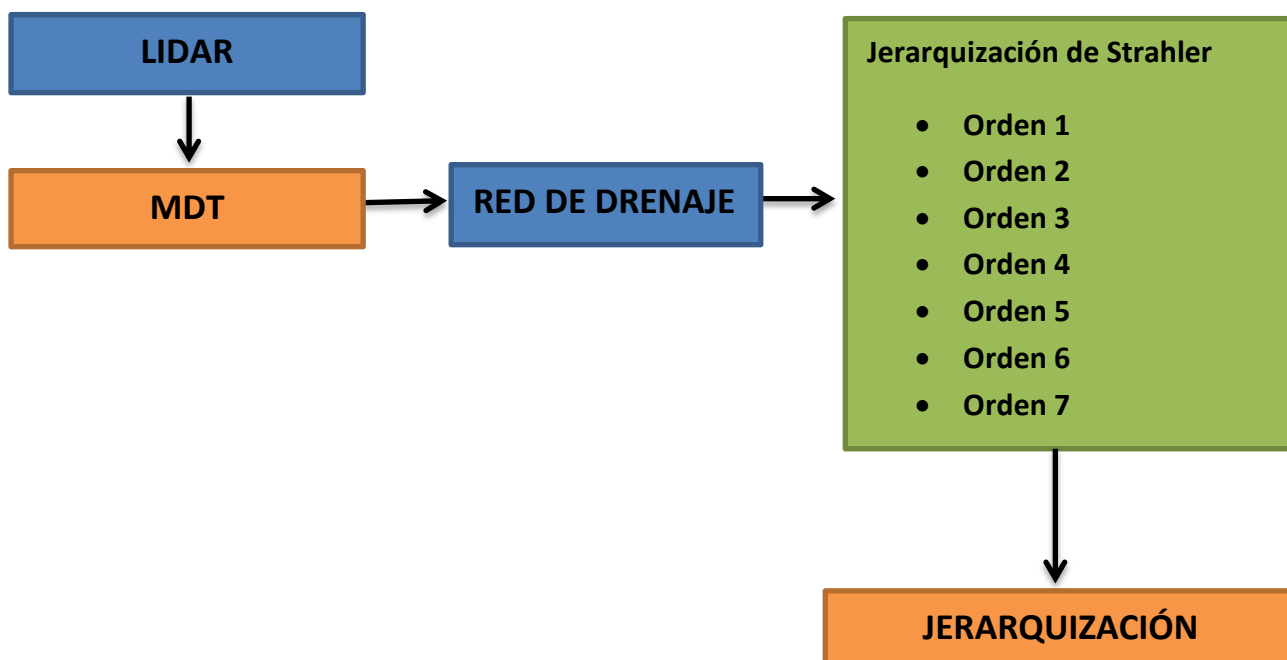 LIDAR
MDT
RED DE DRENAJE
Jerarquización de Strahler
• Orden 1
• Orden 2
• Orden 3
• Orden 4
• Orden 5
• Orden 6
• Orden 7
JERARQUIZACIÓN